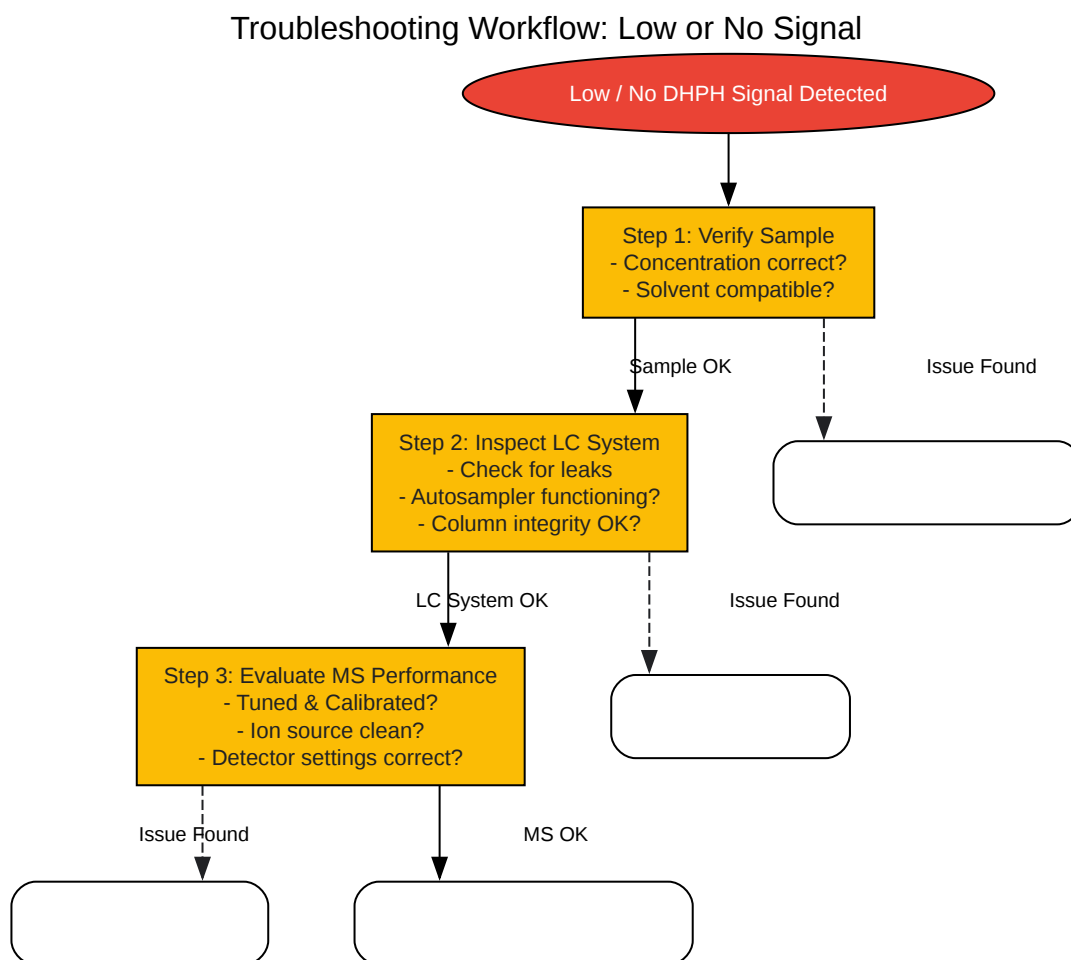 Troubleshooting Workflow: Low or No Signal
Low / No DHPH Signal Detected
Step 1: Verify Sample
- Concentration correct?
- Solvent compatible?
Sample OK
Issue Found
Step 2: Inspect LC System
- Check for leaks
- Autosampler functioning?
- Column integrity OK?
LC System OK
Issue Found
Step 3: Evaluate MS Performance
- Tuned & Calibrated?
- Ion source clean?
- Detector settings correct?
Issue Found
MS OK